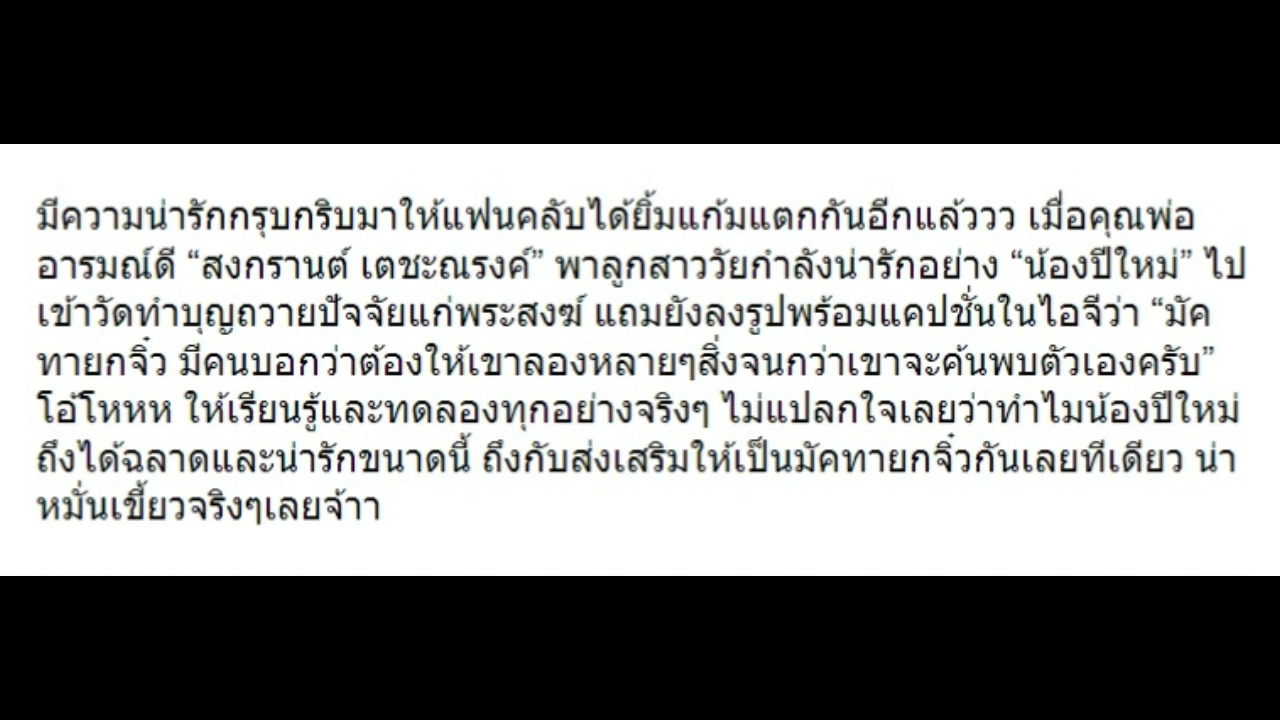 มีความน่ารักกรุบกริบมาให้แฟนคลับได้ยิ้มแก้มแตกกันอีกแล้ววว เมื่อคุณพ่อ
อารมณ์ดี “สงกรานต์ เตชะณรงค์” พาลูกสาววัยกำลังน่ารักอย่าง “น้องปีใหม่” ไป
เข้าวัดทำบุญถวายปัจจัยแก่พระสงฆ์ แถมยังลงรูปพร้อมแคปชั่นในไอจีว่า “มัค
ทายกจิ๋ว มีคนบอกว่าต้องให้เขาลองหลายๆสิ่งจนกว่าเขาจะค้นพบตัวเองครับ”
โอ้โหหห ให้เรียนรู้และทดลองทุกอย่างจริงๆ ไม่แปลกใจเลยว่าทำไมน้องปีใหม่
ถึงได้ฉลาดและน่ารักขนาดนี้ ถึงกับส่งเสริมให้เป็นมัคทายกจิ๋วกันเลยทีเดียว น่า
หมั่นเขี้ยวจริงๆเลยจ้าา